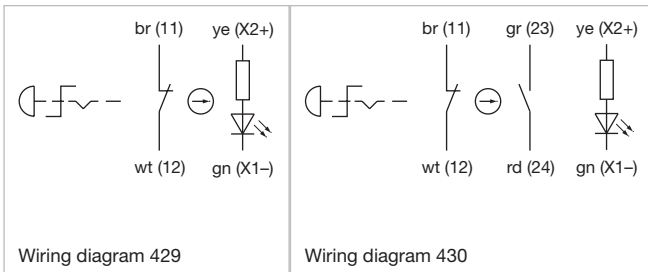 br (11) ye (X2+)
wt (12) gn (X1–)
Wiring diagram 429
br (11) gr (23) ye (X2+)
wt (12) rd (24) gn (X1–)
Wiring diagram 430